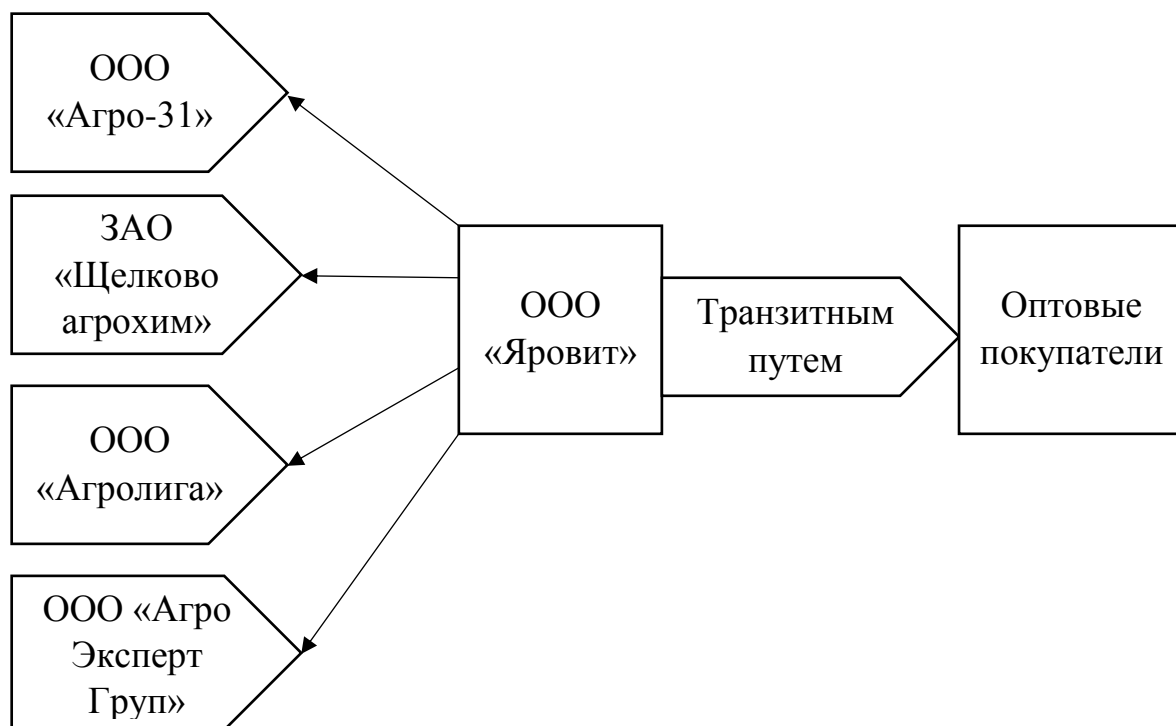 ООО
«Агро-31»
ЗАО
«Щелково
агрохим»
ООО
«Агролига»
ООО «Агро
Эксперт
Груп»
ООО
«Яровит»
Транзитным
путем
Оптовые
покупатели